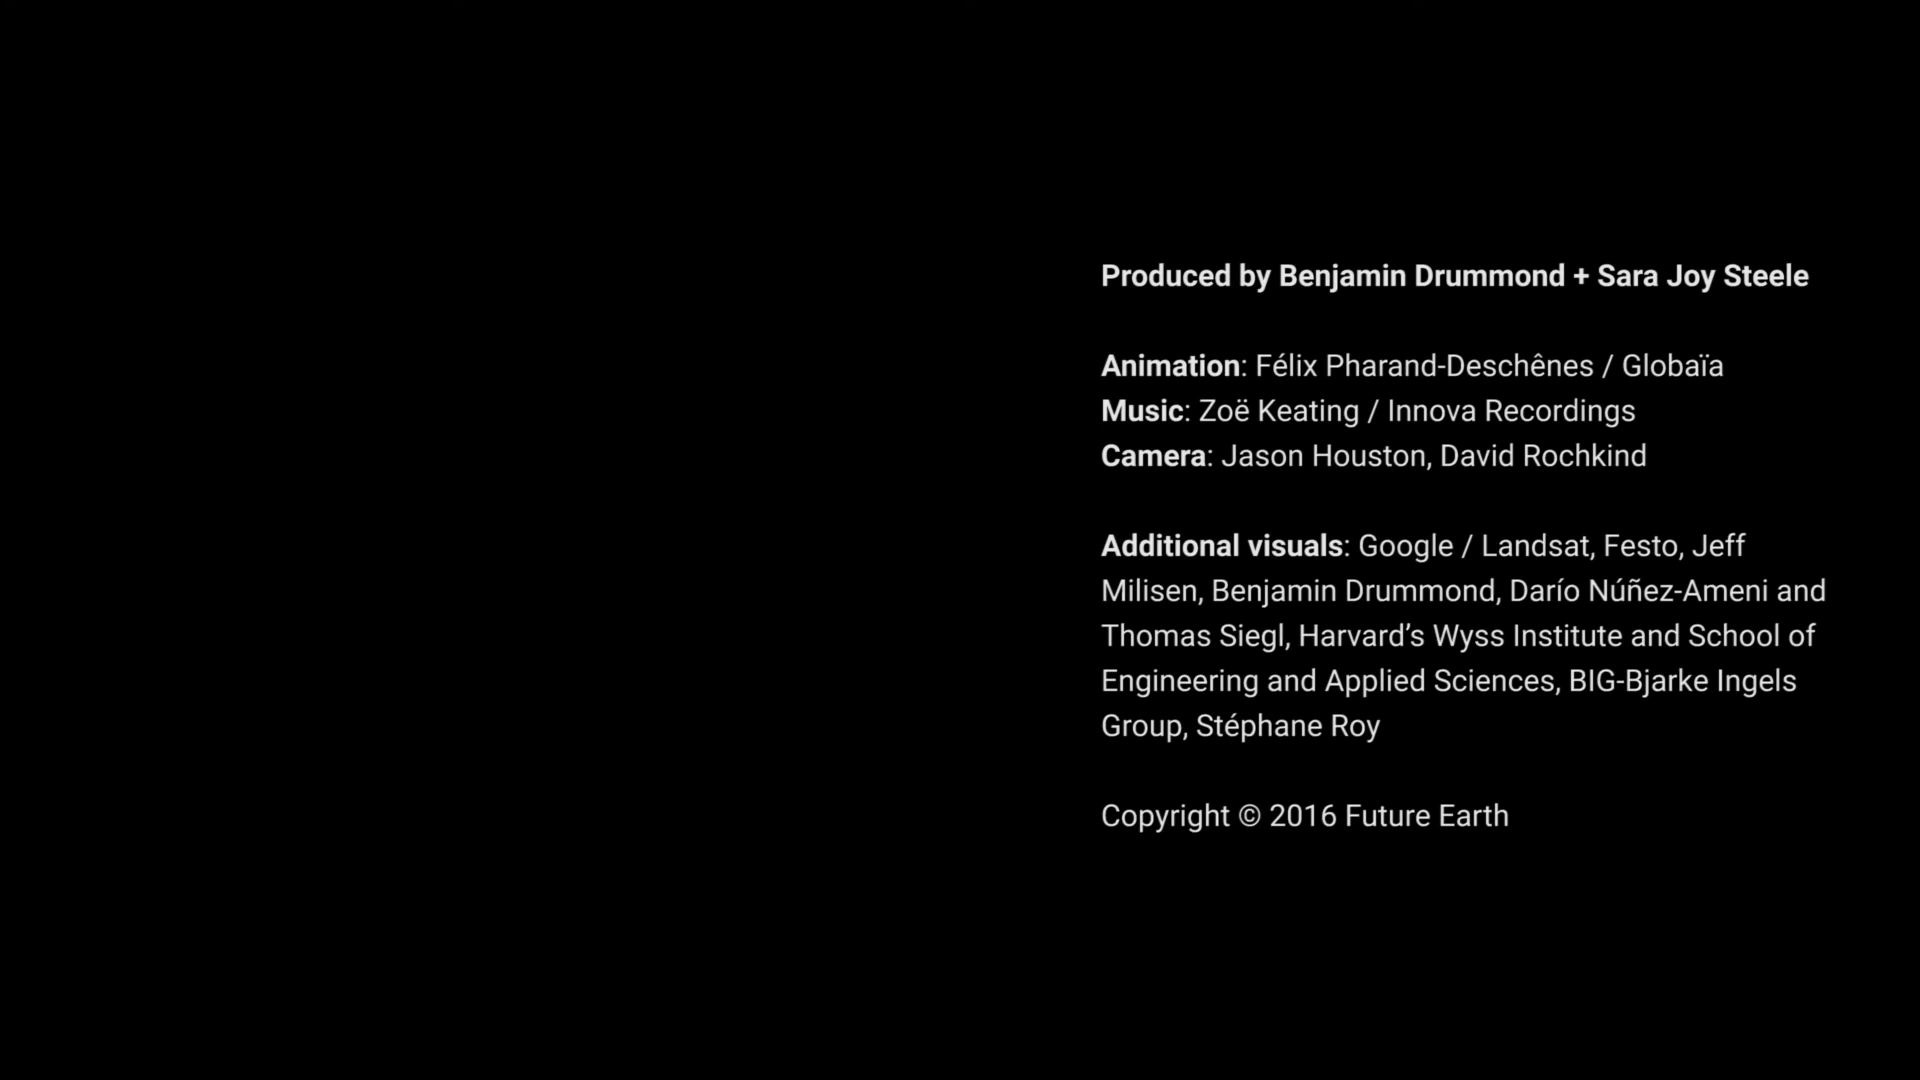 Produced by Benjamin Drummond + Sara Joy Steele
Animation: Félix Pharand-Deschênes / Globaïa
Music: Zoë Keating / Innova Recordings
Camera: Jason Houston, David Rochkind
Additional visuals: Google / Landsat, Festo, Jeff
Milisen, Benjamin Drummond, Darío Núñez-Ameni and
Thomas Siegl, Harvard’s Wyss Institute and School of
Engineering and Applied Sciences, BIG-Bjarke Ingels
Group, Stéphane Roy
Copyright © 2016 Future Earth